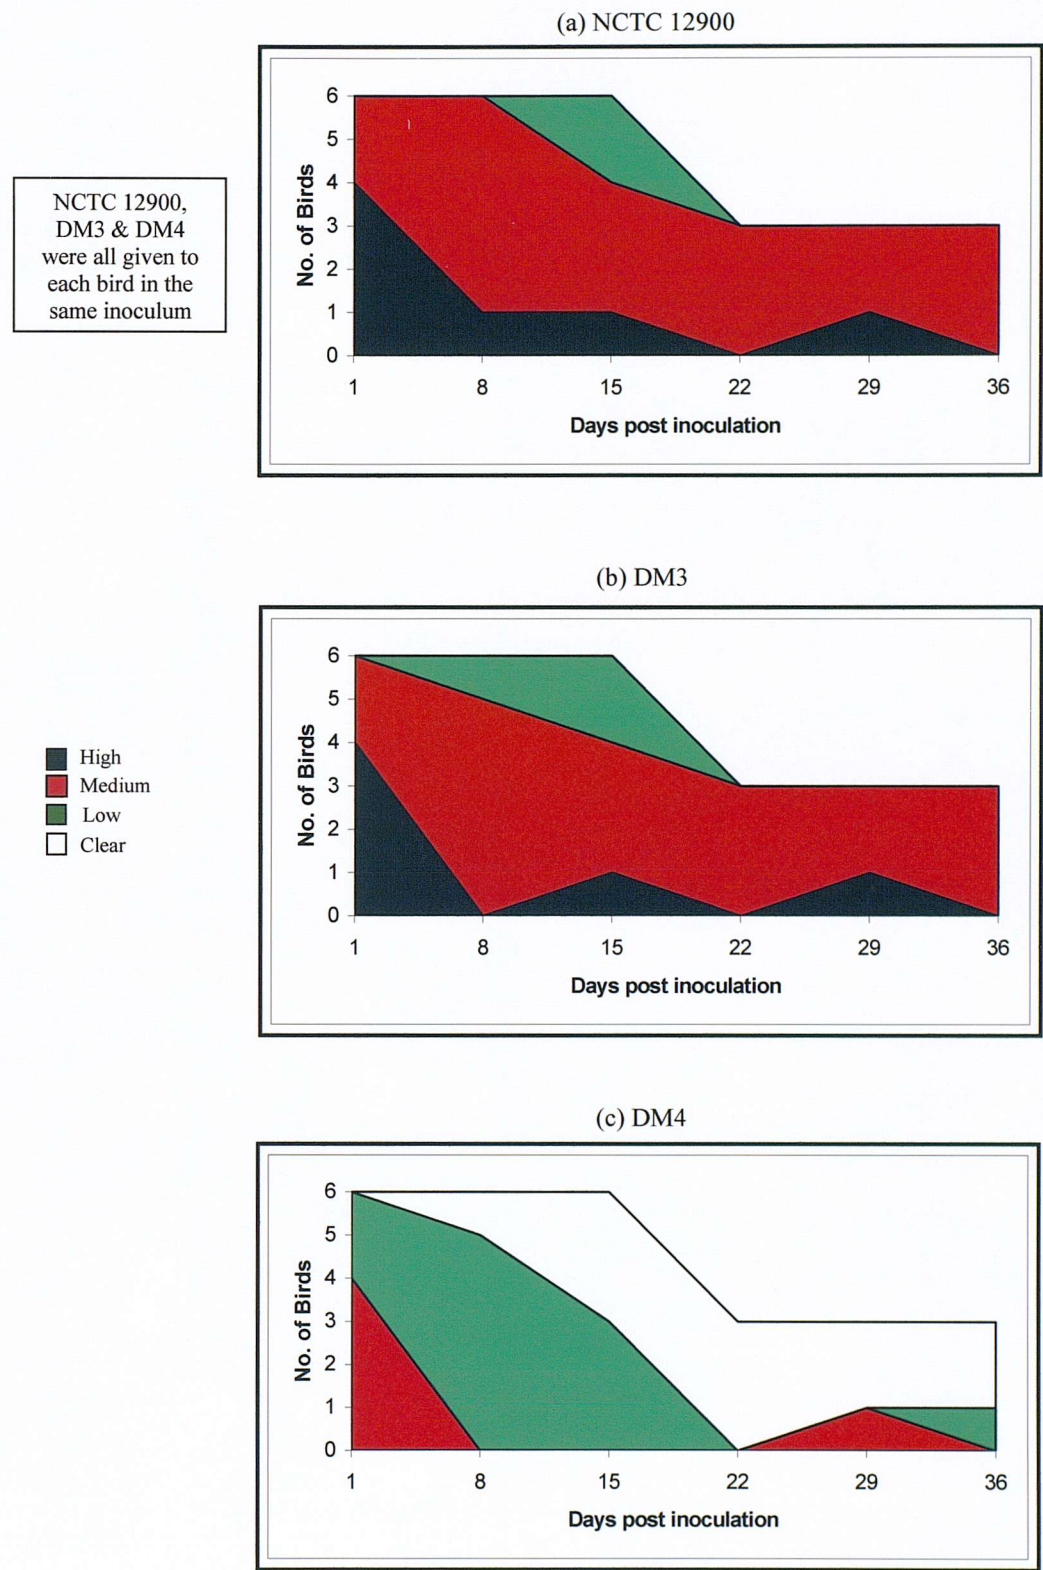 (a) NCTC 12900
NCTC 12900,
DM3 & DM4
were all given to
each bird in the
same inoculum
No. of Birds
6
5
4
3
2
1
0
1 8 15 22 29 36
Days post inoculation
(b) DM3
High
Medium
Low
Clear
No. of Birds
6
5
4
3
2
1
0
1 8 15 22 29 36
Days post inoculation
(c) DM4
No. of Birds
6
5
4
3
2
1
0
1 8 15 22 29 36
Days post inoculation